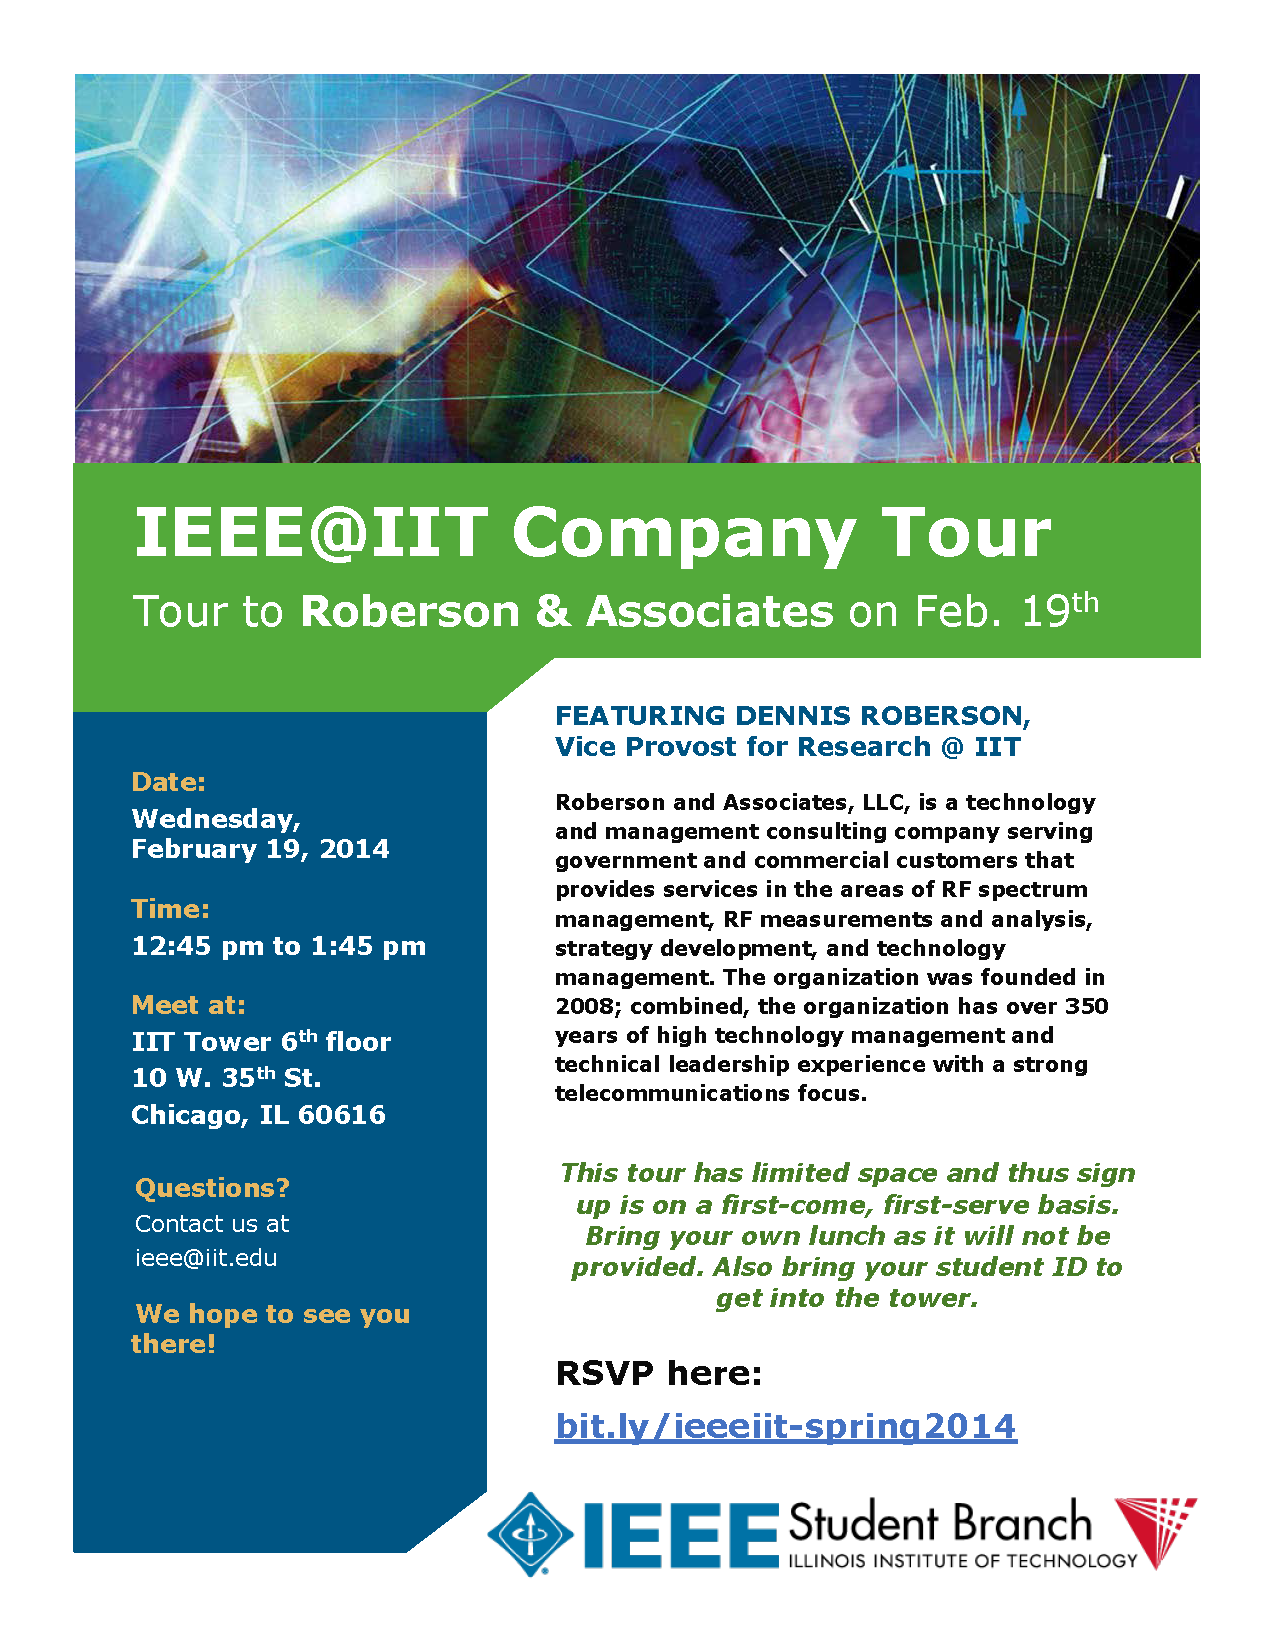 IEEE@IIT Company Tour
Tour to Roberson & Associates on Feb. 19th
Date:
Wednesday,
February 19, 2014
Time:
12:45 pm to 1:45 pm
Meet at:
IIT Tower 6th floor
10 W. 35th St.
Chicago, IL 60616
Questions?
Contact us at
ieee@iit.edu
We hope to see you
there!
FEATURING DENNIS ROBERSON,
Vice Provost for Research @ IIT
Roberson and Associates, LLC, is a technology
and management consulting company serving
government and commercial customers that
provides services in the areas of RF spectrum
management, RF measurements and analysis,
strategy development, and technology
management. The organization was founded in
2008; combined, the organization has over 350
years of high technology management and
technical leadership experience with a strong
telecommunications focus.
This tour has limited space and thus sign
up is on a first-come, first-serve basis.
Bring your own lunch as it will not be
provided. Also bring your student ID to
get into the tower.
RSVP here:
bit.ly/ieeeiit-spring2014
IEEE Student Branch
ILLINOIS INSTITUTE OF TECHNOLOGY